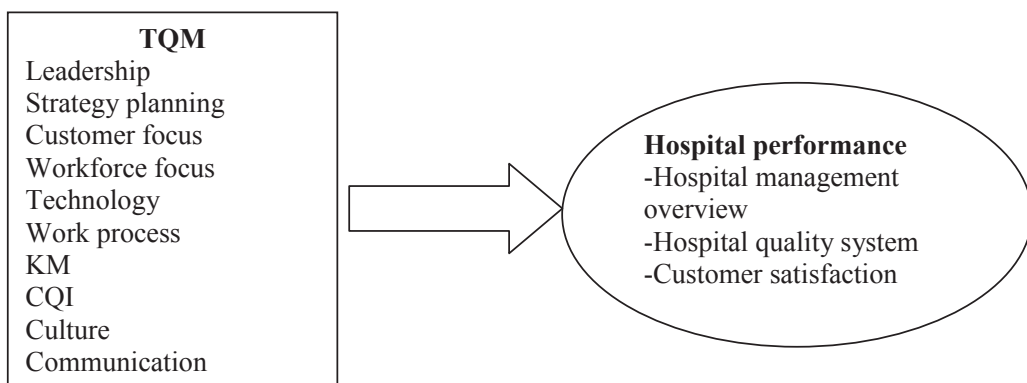 TQM
Leadership
Strategy planning
Customer focus
Workforce focus
Technology
Work process
KM
CQI
Culture
Communication
Hospital performance
-Hospital management
overview
-Hospital quality system
-Customer satisfaction